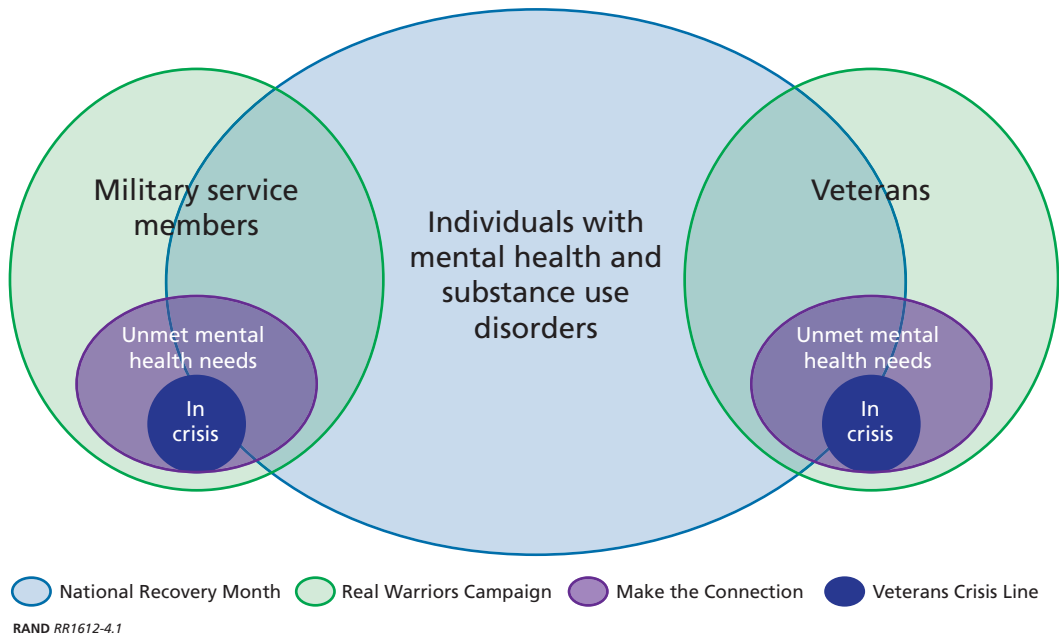 Military service
members
Individuals with
mental health and
substance use
disorders
Veterans
Unmet mental
health needs
In
crisis
Unmet mental
health needs
In
crisis
National Recovery Month
Real Warriors Campaign
Make the Connection
Veterans Crisis Line
RAND RR1612-4.1